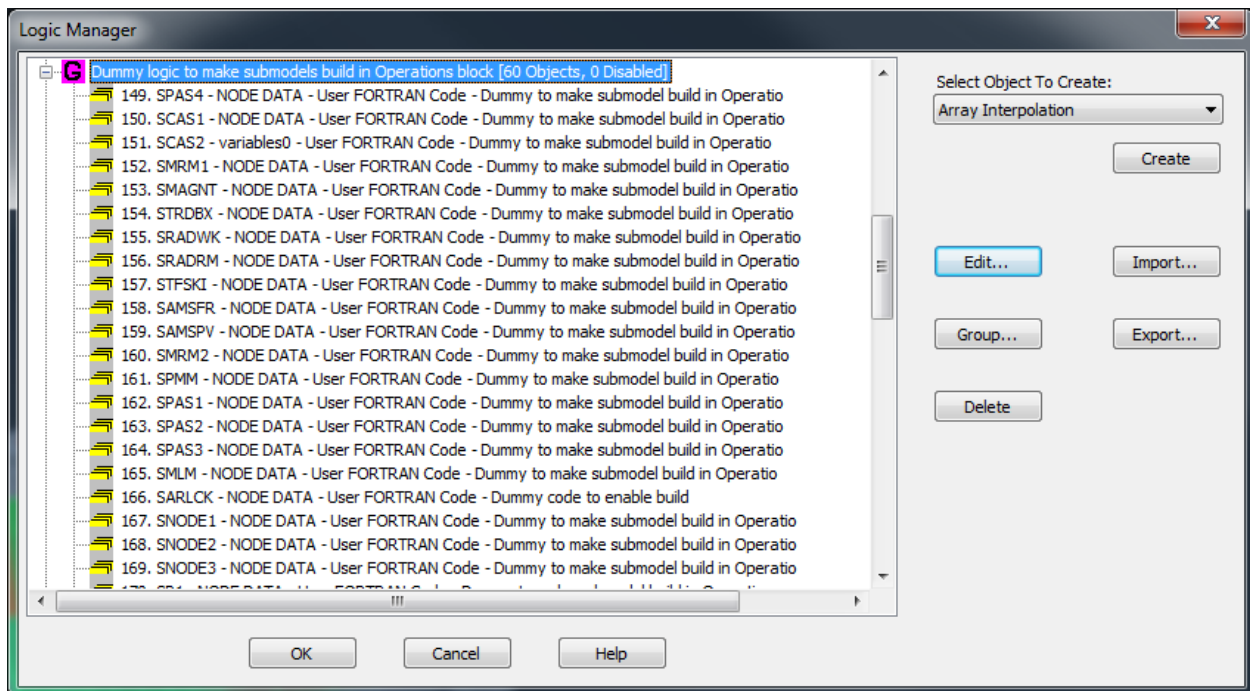 Logic Manager
x
G Dummy logic to make submodels build in Operations block [60 Objects, 0 Disabled]
149. SPAS4 - NODE DATA - User FORTRAN Code - Dummy to make submodel build in Operatio
150. SCAS1 - NODE DATA - User FORTRAN Code - Dummy to make submodel build in Operatio
151. SCAS2 - variables0 - User FORTRAN Code - Dummy to make submodel build in Operatio
152. SMRM1 - NODE DATA - User FORTRAN Code - Dummy to make submodel build in Operatio
153. SMAGNT - NODE DATA - User FORTRAN Code - Dummy to make submodel build in Operatio
154. STRDBX - NODE DATA - User FORTRAN Code - Dummy to make submodel build in Operatio
155. SRADWK - NODE DATA - User FORTRAN Code - Dummy to make submodel build in Operatio
156. SRADRM - NODE DATA - User FORTRAN Code - Dummy to make submodel build in Operatio
157. STFSKI - NODE DATA - User FORTRAN Code - Dummy to make submodel build in Operatio
158. SAMSFR - NODE DATA - User FORTRAN Code - Dummy to make submodel build in Operatio
159. SAMSPV - NODE DATA - User FORTRAN Code - Dummy to make submodel build in Operatio
160. SMRM2 - NODE DATA - User FORTRAN Code - Dummy to make submodel build in Operatio
161. SPMM - NODE DATA - User FORTRAN Code - Dummy to make submodel build in Operatio
162. SPAS1 - NODE DATA - User FORTRAN Code - Dummy to make submodel build in Operatio
163. SPAS2 - NODE DATA - User FORTRAN Code - Dummy to make submodel build in Operatio
164. SPAS3 - NODE DATA - User FORTRAN Code - Dummy to make submodel build in Operatio
165. SMLM - NODE DATA - User FORTRAN Code - Dummy to make submodel build in Operatio
166. SARLCK - NODE DATA - User FORTRAN Code - Dummy code to enable build
167. SNODE1 - NODE DATA - User FORTRAN Code - Dummy to make submodel build in Operatio
168. SNODE2 - NODE DATA - User FORTRAN Code - Dummy to make submodel build in Operatio
169. SNODE3 - NODE DATA - User FORTRAN Code - Dummy to make submodel build in Operatio
Select Object To Create:
Array Interpolation
Create
Edit... Import...
Group... Export...
Delete
OK Cancel Help